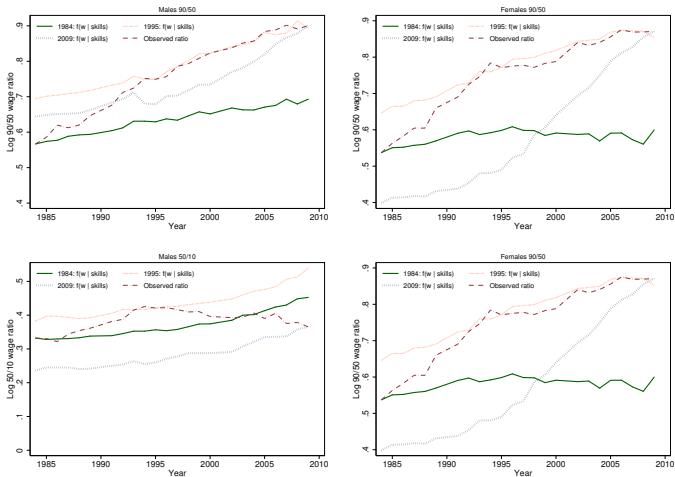 Males 90/50
1984: f(w | skills)
1995: f(w | skills)
2009: f(w | skills)
Observed ratio
Log 90/50 wage ratio
.9
.8
.7
.6
.5
.4
1985
1990
1995
2000
2005
2010
Year
Females 90/50
1984: f(w | skills)
1995: f(w | skills)
2009: f(w | skills)
Observed ratio
Log 90/50 wage ratio
.9
.8
.7
.6
.5
.4
1985
1990
1995
2000
2005
2010
Year
Males 50/10
1984: f(w | skills)
1995: f(w | skills)
2009: f(w | skills)
Observed ratio
Log 50/10 wage ratio
.5
.4
.3
.2
.1
0
1985
1990
1995
2000
2005
2010
Year
Females 90/50
1984: f(w | skills)
1995: f(w | skills)
2009: f(w | skills)
Observed ratio
Log 90/50 wage ratio
.9
.8
.7
.6
.5
.4
1985
1990
1995
2000
2005
2010
Year